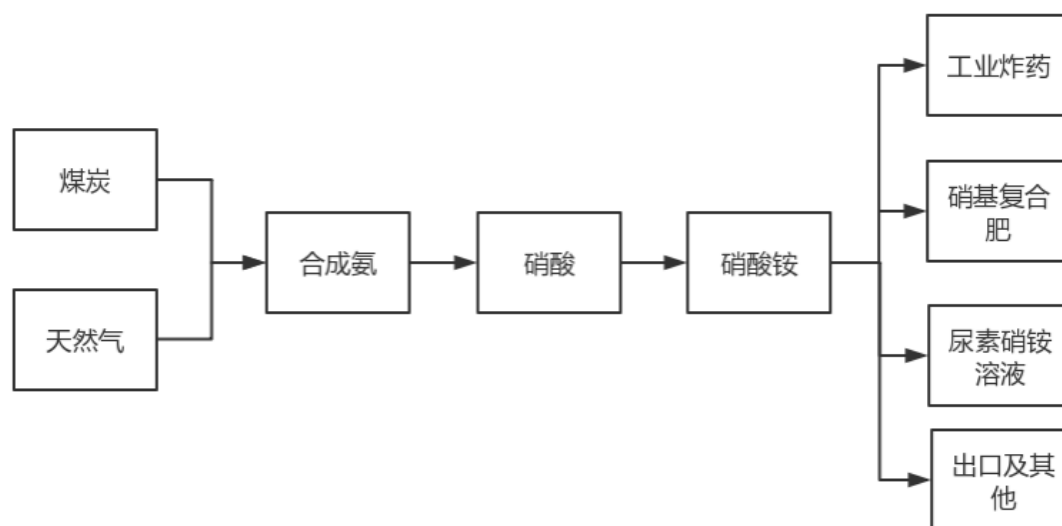 煤炭
天然气
合成氨
硝酸
硝酸铵
工业炸药
硝基复合
肥
尿素硝铵
溶液
出口及其
他